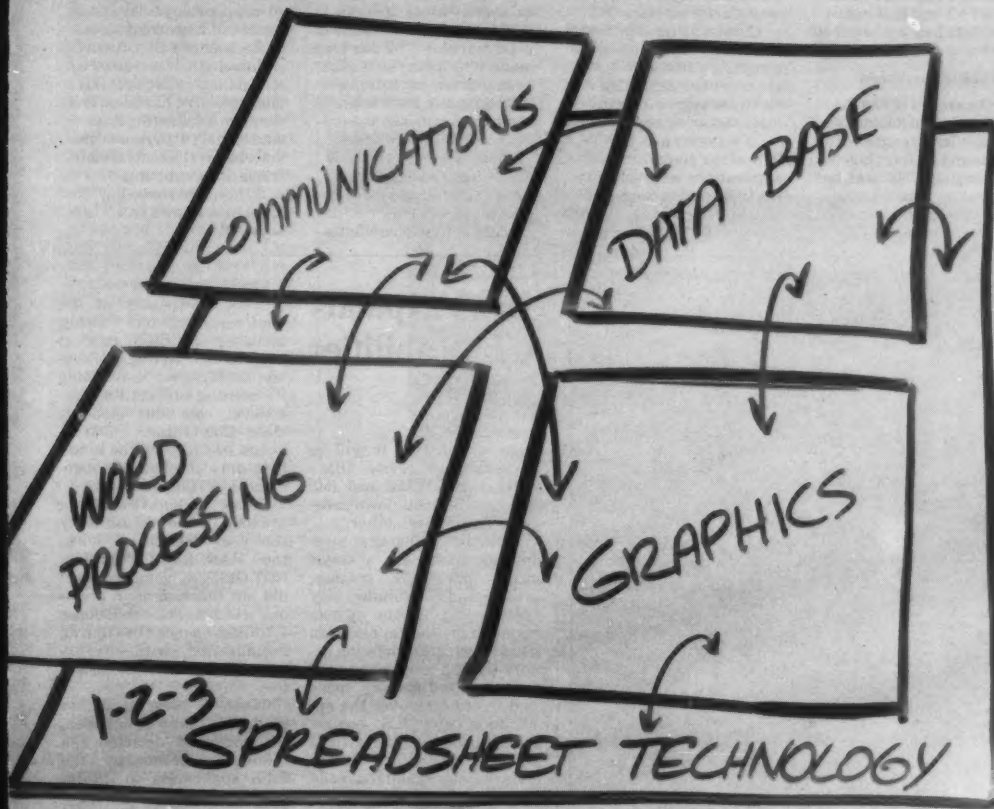 COMMUNICATIONS
DATA BASE
WORD
PROCESSING
GRAPHICS
1-2-3
SPREADSHEET TECHNOLOGY